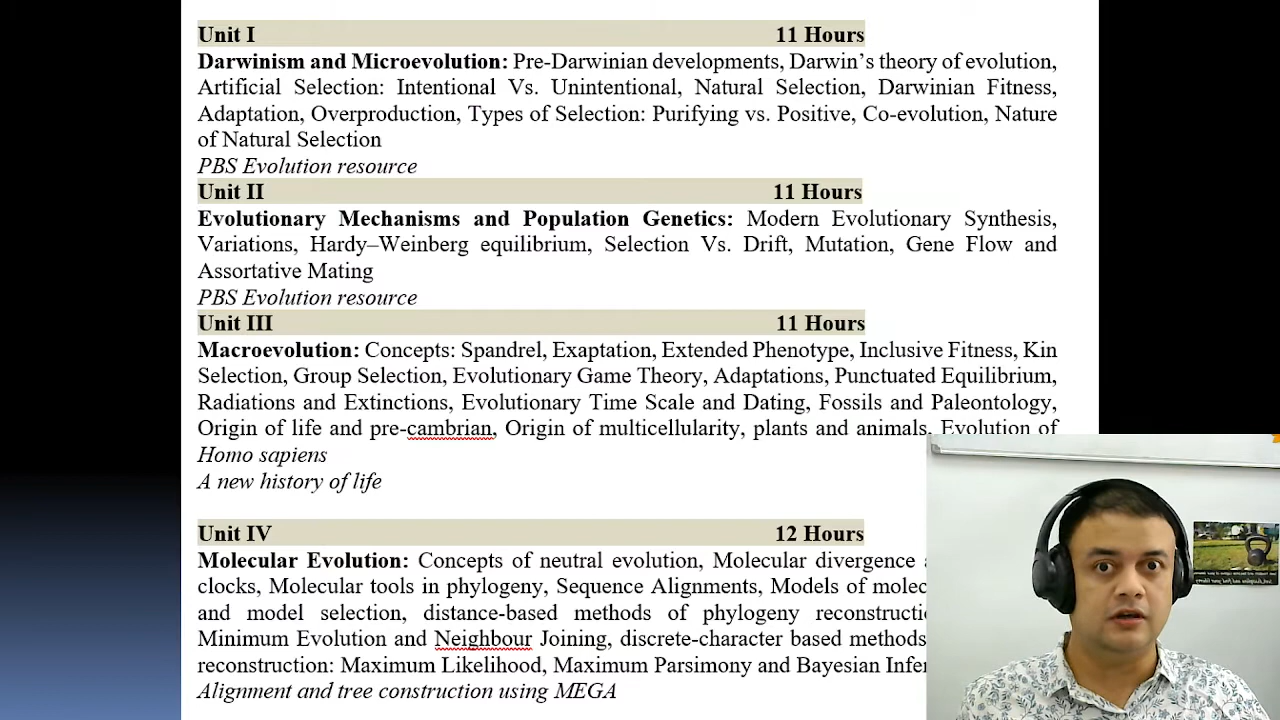 Unit I 11 Hours
Darwinism and Microevolution: Pre-Darwinian developments, Darwin’s theory of evolution,
Artificial Selection: Intentional Vs. Unintentional, Natural Selection, Darwinian Fitness,
Adaptation, Overproduction, Types of Selection: Purifying vs. Positive, Co-evolution, Nature
of Natural Selection
PBS Evolution resource
Unit II 11 Hours
Evolutionary Mechanisms and Population Genetics: Modern Evolutionary Synthesis,
Variations, Hardy–Weinberg equilibrium, Selection Vs. Drift, Mutation, Gene Flow and
Assortative Mating
PBS Evolution resource
Unit III 11 Hours
Macroevolution: Concepts: Spandrel, Exaptation, Extended Phenotype, Inclusive Fitness, Kin
Selection, Group Selection, Evolutionary Game Theory, Adaptations, Punctuated Equilibrium,
Radiations and Extinctions, Evolutionary Time Scale and Dating, Fossils and Paleontology,
Origin of life and pre-cambrian, Origin of multicellularity, plants and animals, Evolution of
Homo sapiens
A new history of life
Unit IV 12 Hours
Molecular Evolution: Concepts of neutral evolution, Molecular divergence
clocks, Molecular tools in phylogeny, Sequence Alignments, Models of
and model selection, distance-based methods of phylogeny
Minimum Evolution and Neighbour Joining, discrete-character based methods
reconstruction: Maximum Likelihood, Maximum Parsimony and Bayesian
Alignment and tree construction using MEGA